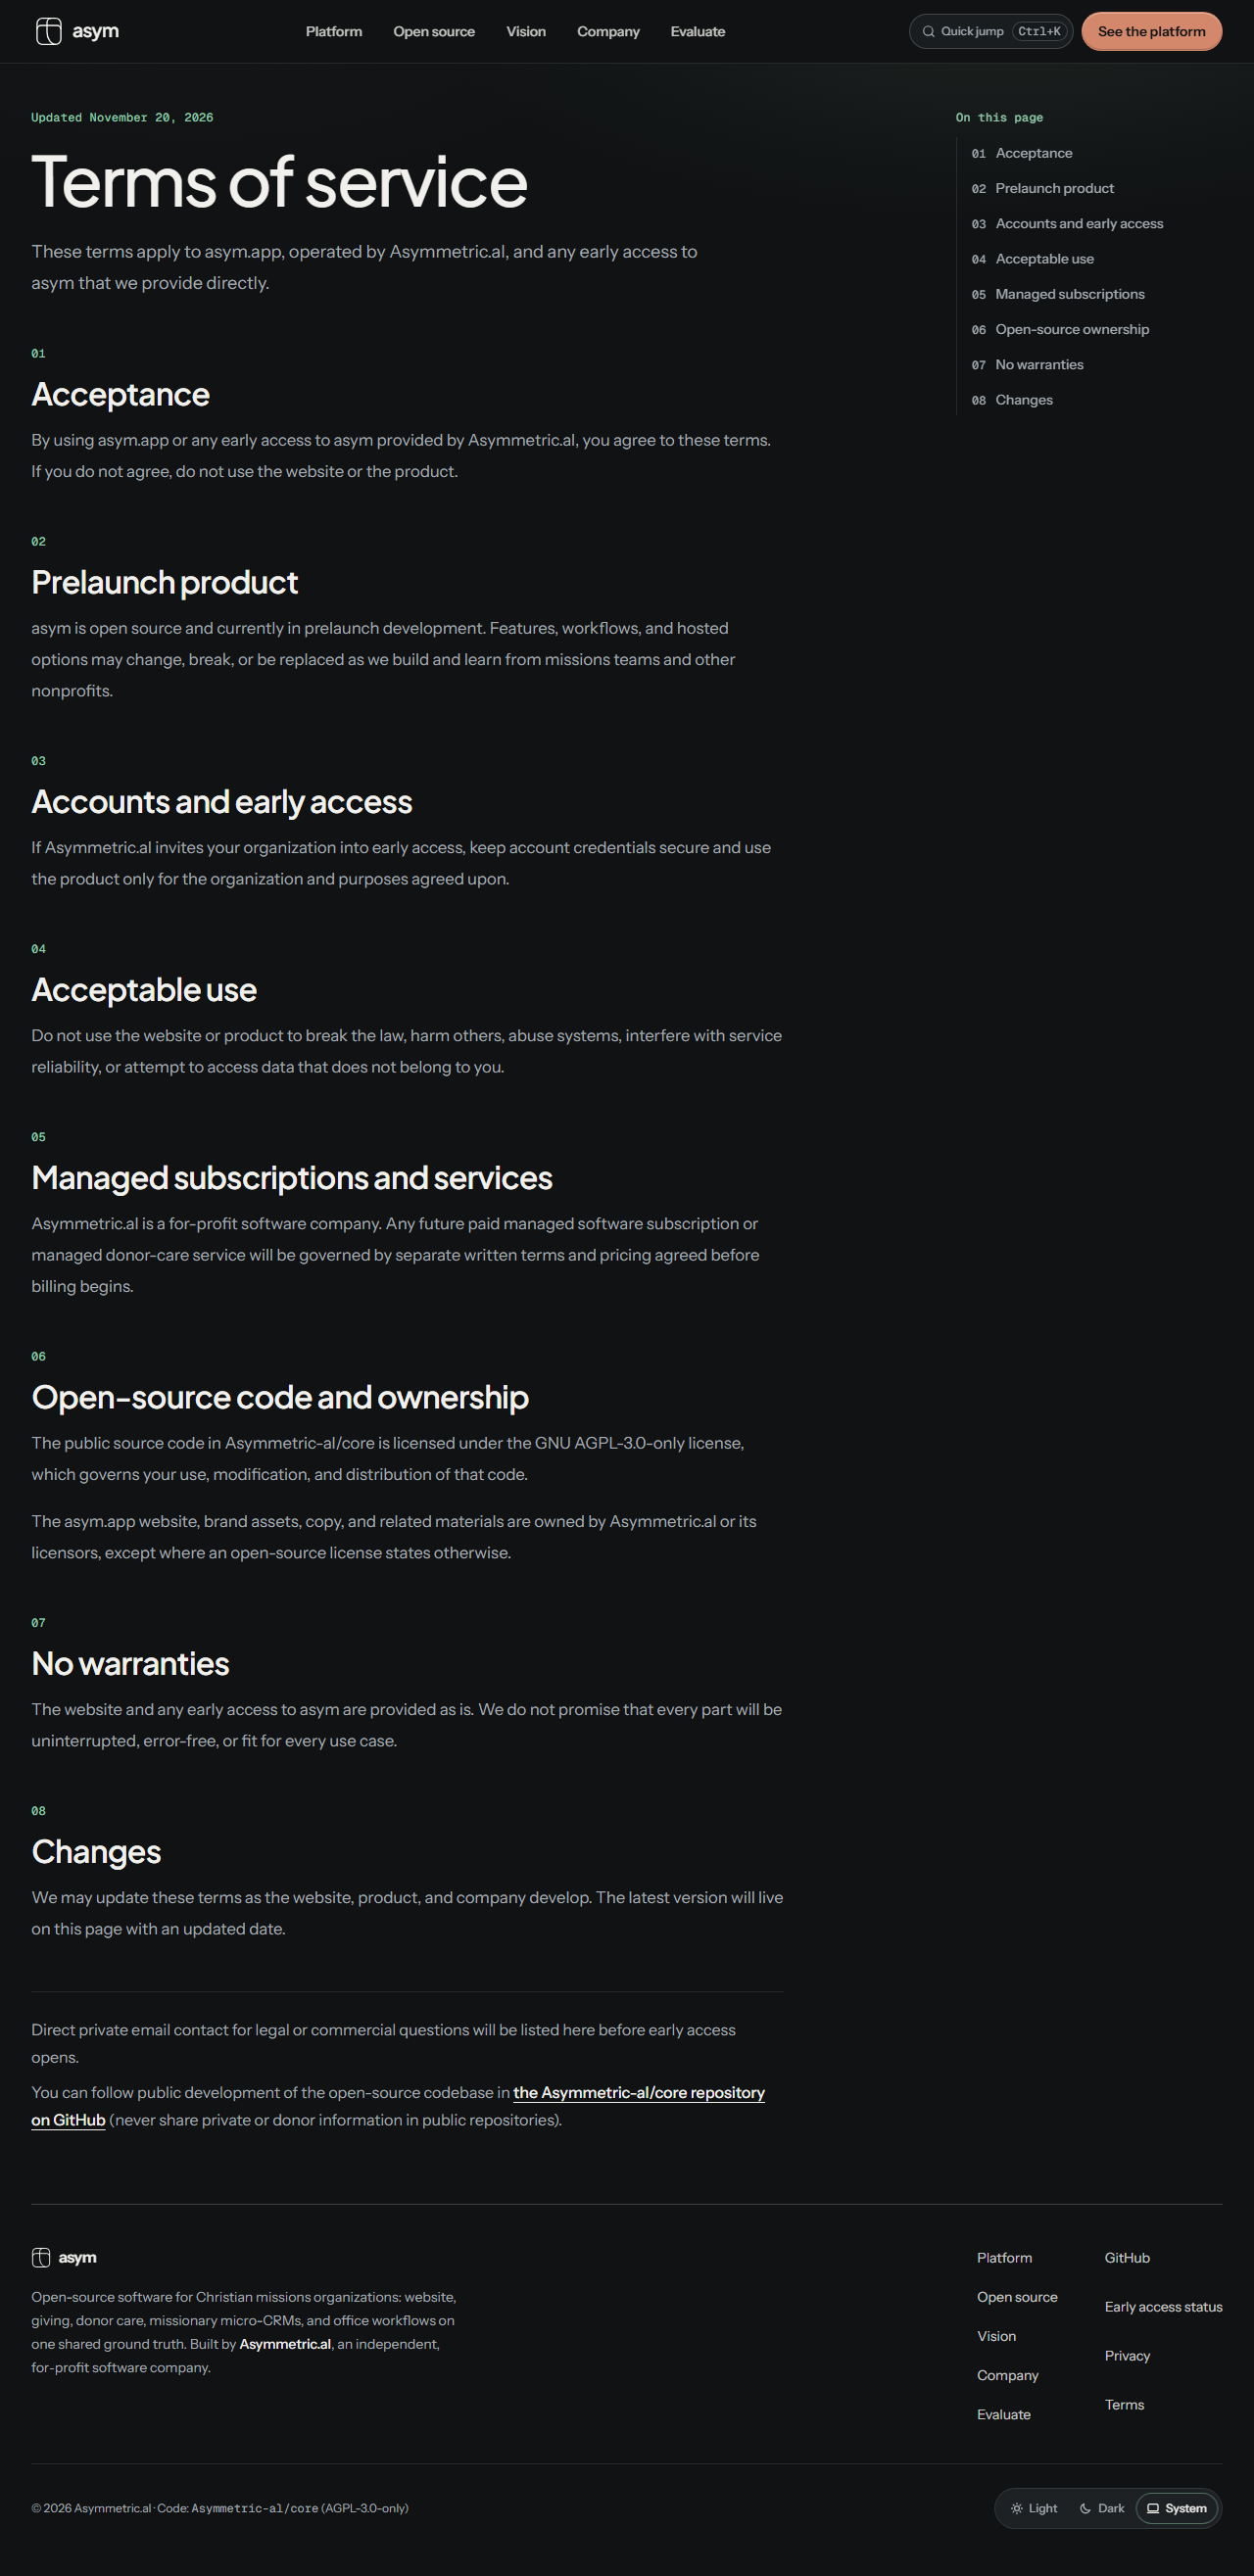 asym
Platform
Open source
Vision
Company
Evaluate
Quick jump
Ctrl+K
See the platform
Updated November 20, 2026
Terms of service
These terms apply to asym.app, operated by Asymmetric.al, and any early access to
asym that we provide directly.
On this page
01 Acceptance
02 Prelaunch product
03 Accounts and early access
04 Acceptable use
05 Managed subscriptions
06 Open-source ownership
07 No warranties
08 Changes
01
Acceptance
By using asym.app or any early access to asym provided by Asymmetric.al, you agree to these terms.
If you do not agree, do not use the website or the product.
02
Prelaunch product
asym is open source and currently in prelaunch development. Features, workflows, and hosted
options may change, break, or be replaced as we build and learn from missions teams and other
nonprofits.
03
Accounts and early access
If Asymmetric.al invites your organization into early access, keep account credentials secure and use
the product only for the organization and purposes agreed upon.
04
Acceptable use
Do not use the website or product to break the law, harm others, abuse systems, interfere with service
reliability, or attempt to access data that does not belong to you.
05
Managed subscriptions and services
Asymmetric.al is a for-profit software company. Any future paid managed software subscription or
managed donor-care service will be governed by separate written terms and pricing agreed before
billing begins.
06
Open-source code and ownership
The public source code in Asymmetric-al/core is licensed under the GNU AGPL-3.0-only license,
which governs your use, modification, and distribution of that code.
The asym.app website, brand assets, copy, and related materials are owned by Asymmetric.al or its
licensors, except where an open-source license states otherwise.
07
No warranties
The website and any early access to asym are provided as is. We do not promise that every part will be
uninterrupted, error-free, or fit for every use case.
08
Changes
We may update these terms as the website, product, and company develop. The latest version will live
on this page with an updated date.
Direct private email contact for legal or commercial questions will be listed here before early access
opens.
You can follow public development of the open-source codebase in the Asymmetric-al/core repository
on GitHub (never share private or donor information in public repositories).
asym
Open-source software for Christian missions organizations: website,
giving, donor care, missionary micro-CRMs, and office workflows on
one shared ground truth. Built by Asymmetric.al, an independent,
for-profit software company.
Platform
Open source
Vision
Company
Evaluate
GitHub
Early access status
Privacy
Terms
© 2026 Asymmetric.al · Code: Asymmetric-al/core (AGPL-3.0-only)
Light
Dark
System